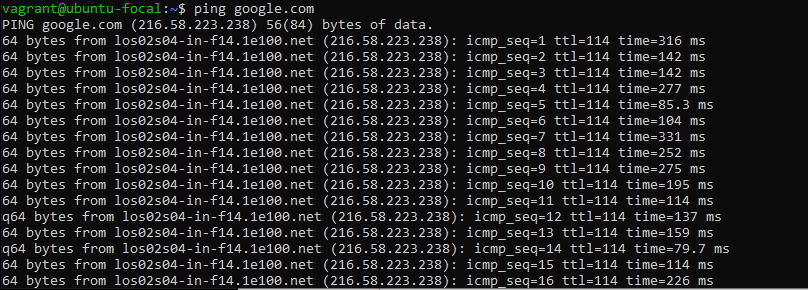 vagrant@ubuntu-focal:~$ ping google.com
PING google.com (216.58.223.238) 56(84) bytes of data.
64 bytes from los02s04-in-f14.1e100.net (216.58.223.238): icmp_seq=1 ttl=114 time=316 ms
64 bytes from los02s04-in-f14.1e100.net (216.58.223.238): icmp_seq=2 ttl=114 time=142 ms
64 bytes from los02s04-in-f14.1e100.net (216.58.223.238): icmp_seq=3 ttl=114 time=142 ms
64 bytes from los02s04-in-f14.1e100.net (216.58.223.238): icmp_seq=4 ttl=114 time=277 ms
64 bytes from los02s04-in-f14.1e100.net (216.58.223.238): icmp_seq=5 ttl=114 time=85.3 ms
64 bytes from los02s04-in-f14.1e100.net (216.58.223.238): icmp_seq=6 ttl=114 time=104 ms
64 bytes from los02s04-in-f14.1e100.net (216.58.223.238): icmp_seq=7 ttl=114 time=331 ms
64 bytes from los02s04-in-f14.1e100.net (216.58.223.238): icmp_seq=8 ttl=114 time=252 ms
64 bytes from los02s04-in-f14.1e100.net (216.58.223.238): icmp_seq=9 ttl=114 time=275 ms
64 bytes from los02s04-in-f14.1e100.net (216.58.223.238): icmp_seq=10 ttl=114 time=195 ms
64 bytes from los02s04-in-f14.1e100.net (216.58.223.238): icmp_seq=11 ttl=114 time=114 ms
q64 bytes from los02s04-in-f14.1e100.net (216.58.223.238): icmp_seq=12 ttl=114 time=137 ms
64 bytes from los02s04-in-f14.1e100.net (216.58.223.238): icmp_seq=13 ttl=114 time=159 ms
q64 bytes from los02s04-in-f14.1e100.net (216.58.223.238): icmp_seq=14 ttl=114 time=79.7 ms
64 bytes from los02s04-in-f14.1e100.net (216.58.223.238): icmp_seq=15 ttl=114 time=114 ms
64 bytes from los02s04-in-f14.1e100.net (216.58.223.238): icmp_seq=16 ttl=114 time=226 ms